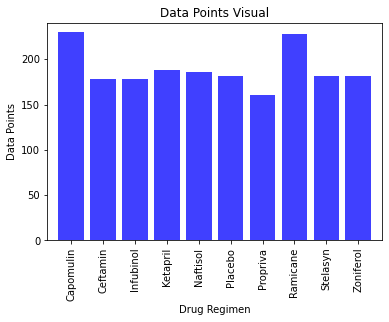 Data Points Visual
Data Points
200
150
100
50
0
Capomulin
Ceftamin
Infubinol
Ketapril
Naftisol
Placebo
Propriva
Ramicane
Stelasyn
Zoniferol
Drug Regimen